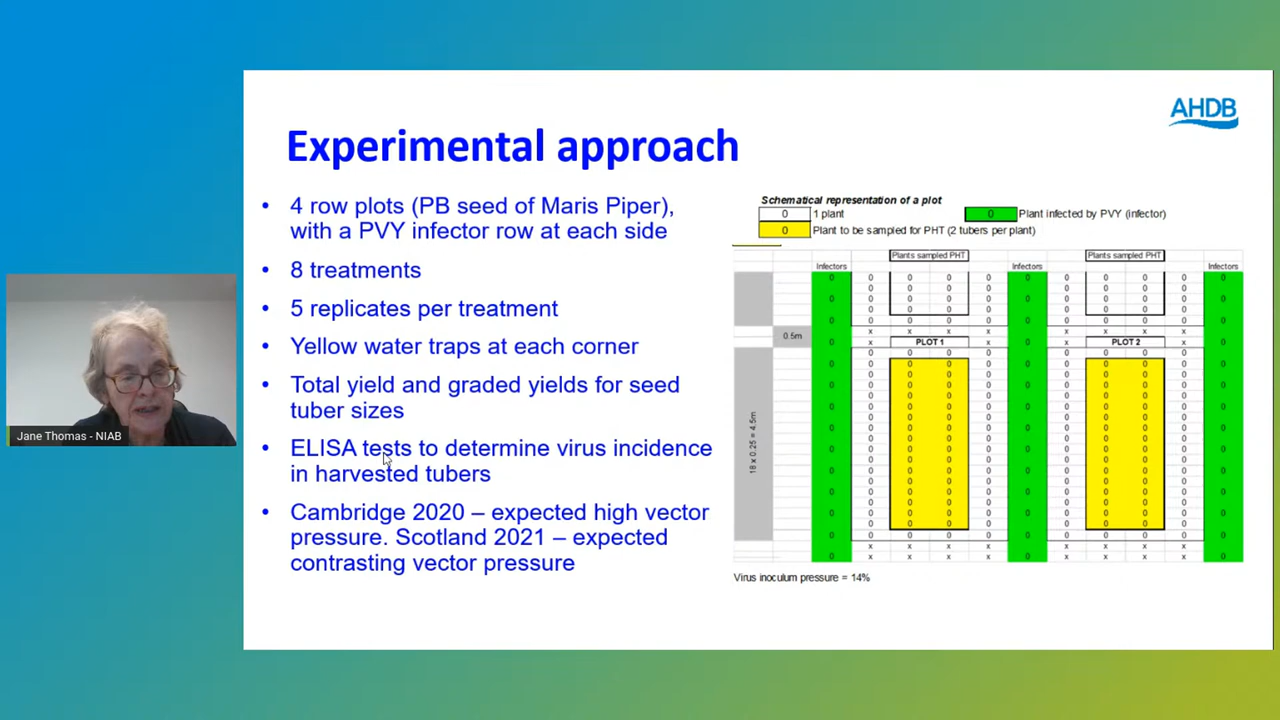 AHDB
Experimental approach
• 4 row plots (PB seed of Maris Piper),
with a PVY infector row at each side
• 8 treatments
• 5 replicates per treatment
• Yellow water traps at each corner
• Total yield and graded yields for seed
tuber sizes
• ELISA tests to determine virus incidence
in harvested tubers
• Cambridge 2020 – expected high vector
pressure. Scotland 2021 – expected
contrasting vector pressure
Schematical representation of a plot
0 1 plant
0 Plant infected by PVY (infector)
0 Plant to be sampled for PHT (2 tubers per plant)
Plants sampled PHT Plants sampled PHT
Infectors Infectors Infectors
0.5m
PLOT 1 PLOT 2
18 x 0.25 = 4.5m
Virus inoculum pressure = 14%
Jane Thomas - NIAB